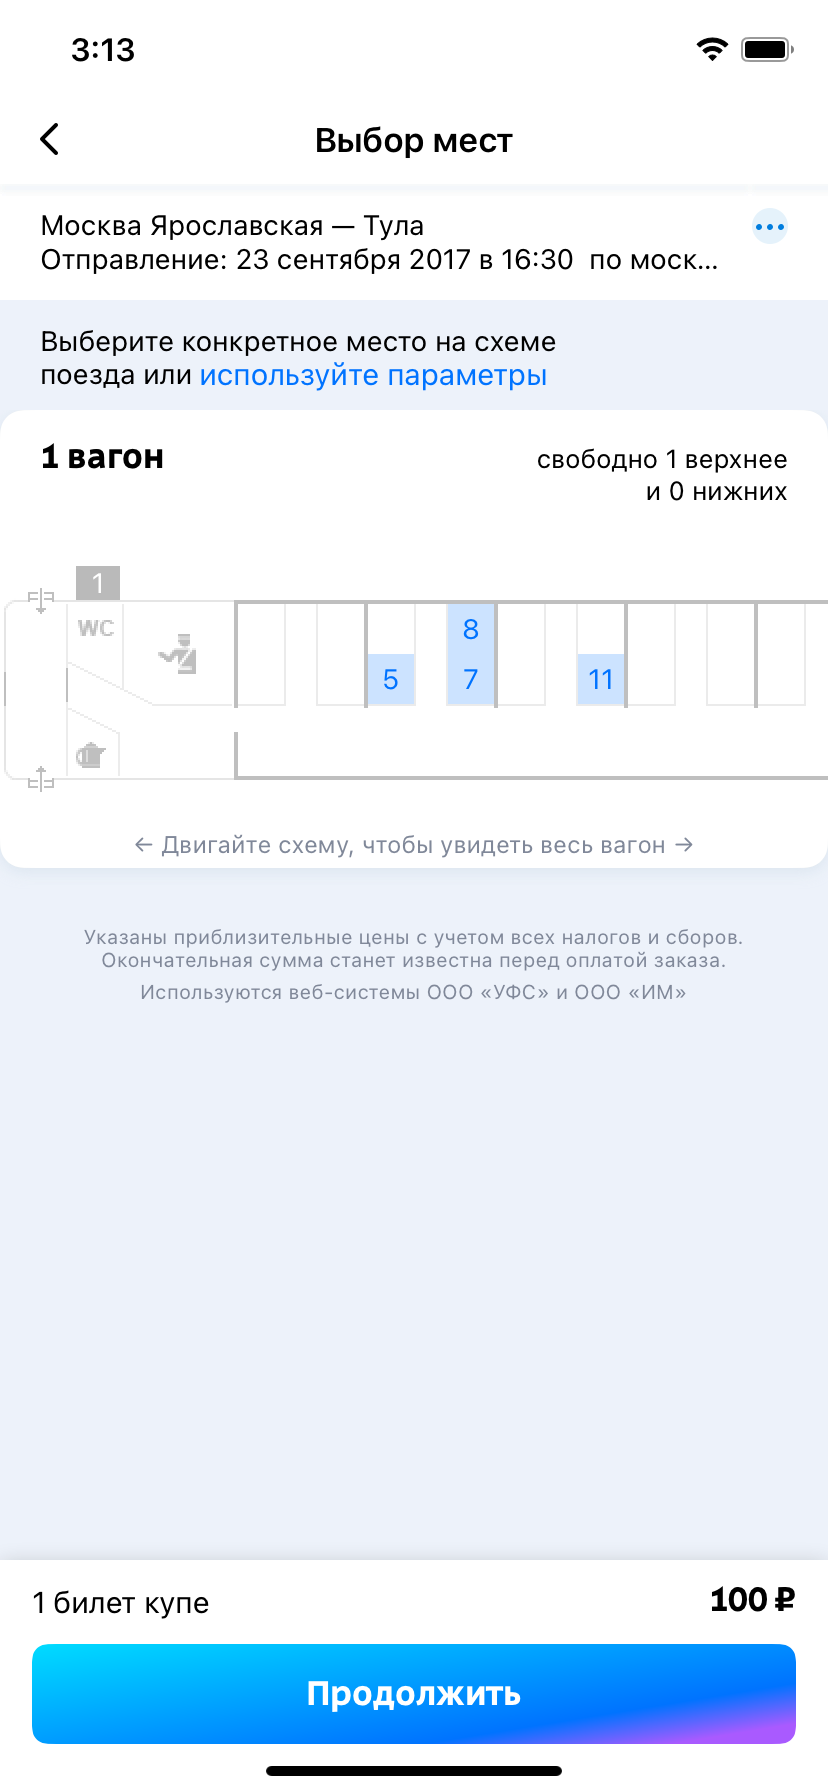 3:13
Выбор мест
Москва Ярославская — Тула
Отправление: 23 сентября 2017 в 16:30 по моск...
Выберите конкретное место на схеме
поезда или используйте параметры
1 вагон
свободно 1 верхнее
и 0 нижних
1
WC
8
5 7 11
← Двигайте схему, чтобы увидеть весь вагон →
Указаны приблизительные цены с учетом всех налогов и сборов.
Окончательная сумма станет известна перед оплатой заказа.
Используются веб-системы ООО «УФС» и ООО «ИМ»
1 билет купе
100 ₽
Продолжить